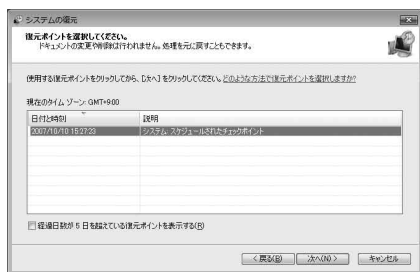 システムの復元
復元ポイントを選択してください。
ドキュメントの変更や削除は行われません。処理を元に戻すこともできます。
使用する復元ポイントをクリックしてから、[次へ] をクリックしてください。どのような方法で復元ポイントを選択しますか?
現在のタイム ゾーン: GMT+9:00
日付と時刻 説明
2007/10/10 15:27:23 システム: スケジュールされたチェックポイント
経過日数が 5 日を超えている復元ポイントを表示する(R)
< 戻る(B) 次へ(N) > キャンセル